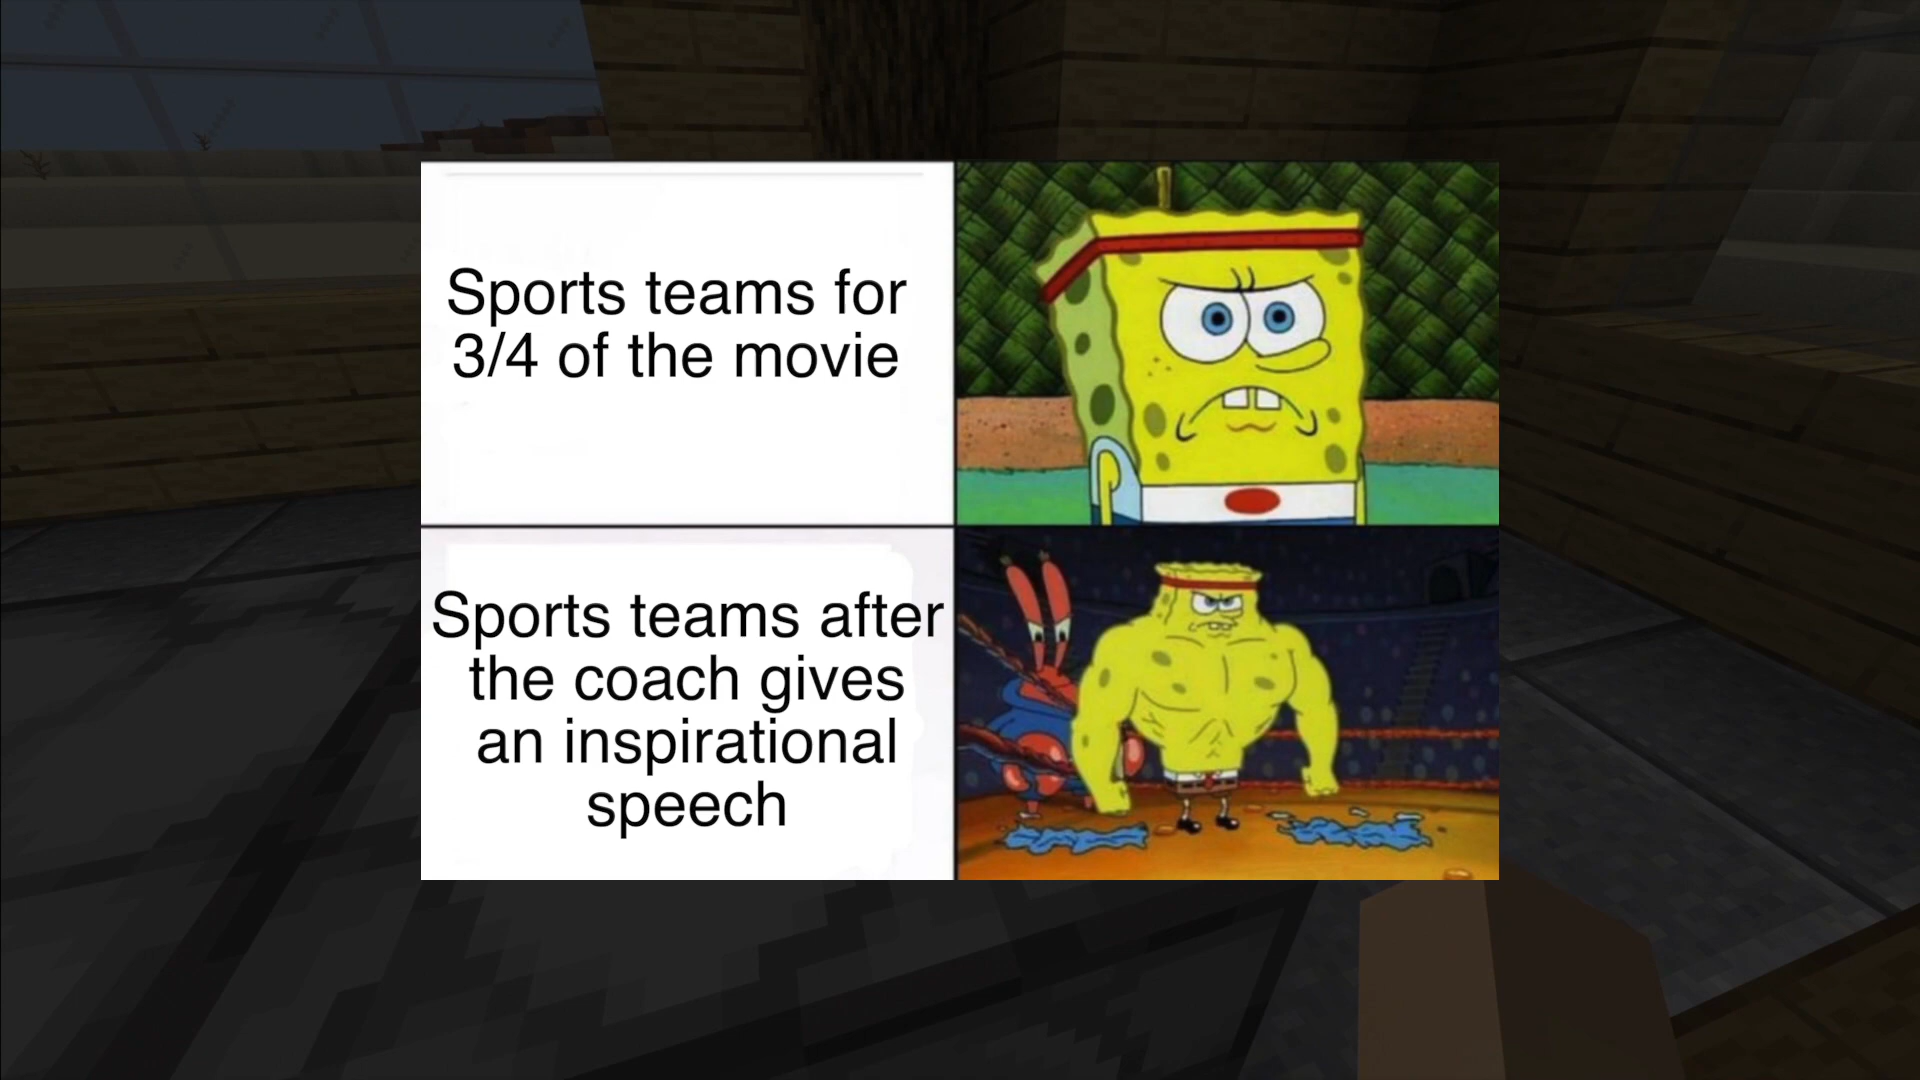 Sports teams for
3/4 of the movie
Sports teams after
the coach gives
an inspirational
speech